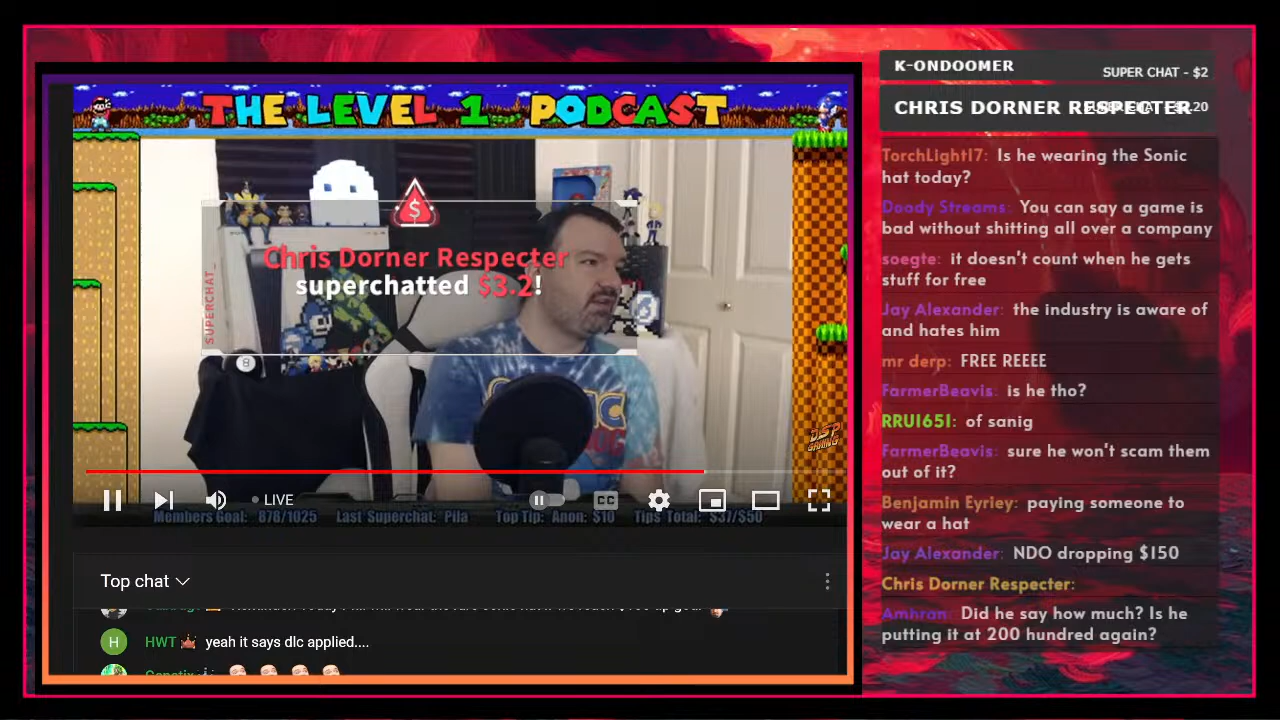 K-ONDOOMER
SUPER CHAT - $2
CHRIS DORNER RESPECTER
THE LEVEL 1 PODCAST
$
Chris Dorner Respecter
superchatted $3.2!
SUPERCHAT_
8
DSP
GAMING
LIVE
CC
Members Goal: 878/1025 Last Superchat: Pila Top Tip: Anon: $10 Tips Total: $37/$50
Top chat
H HWT yeah it says dlc applied....
TorchLight17: Is he wearing the Sonic
hat today?
Doody Streams: You can say a game is
bad without shitting all over a company
soegte: it doesn't count when he gets
stuff for free
Jay Alexander: the industry is aware of
and hates him
mr derp: FREE REEEE
FarmerBeavis: is he tho?
RRU1651: of sanig
FarmerBeavis: sure he won't scam them
out of it?
Benjamin Eyriey: paying someone to
wear a hat
Jay Alexander: NDO dropping $150
Chris Dorner Respecter:
Amhran: Did he say how much? Is he
putting it at 200 hundred again?